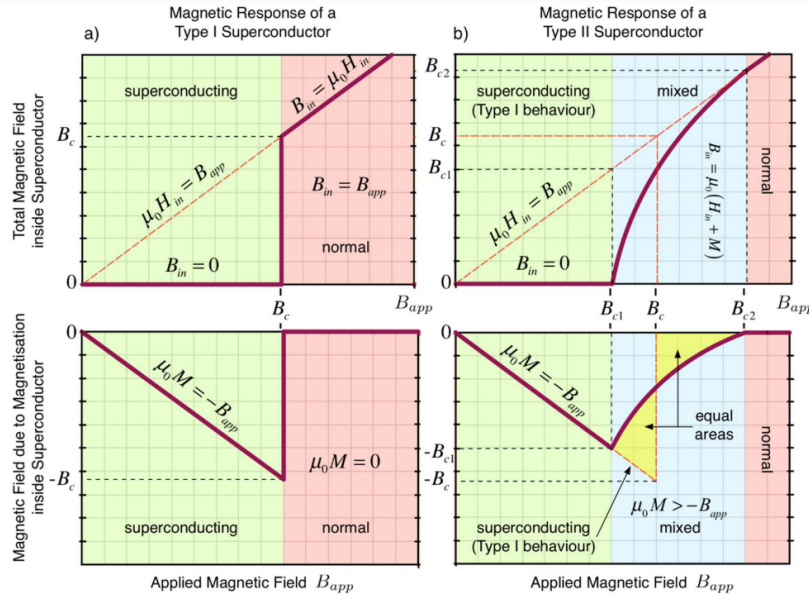 Magnetic Response of a
Type I Superconductor
a)
Total Magnetic Field
inside Superconductor
superconducting
B_in = μ₀H_in
B_c
μ₀H_in = B_app
B_in = B_app
normal
B_in = 0
0
B_c
B_app
Magnetic Response of a
Type II Superconductor
b)
B_c2
superconducting
(Type I behaviour)
mixed
B_c
B_c1
μ₀H_in = B_app
B_in = μ₀(H_in + M)
normal
B_in = 0
0
B_c1
B_c
B_c2
B_app
Magnetic Field due to Magnetisation
inside Superconductor
0
μ₀M = −B_app
μ₀M = 0
-B_c
superconducting
normal
Applied Magnetic Field B_app
0
μ₀M = −B_app
equal
areas
normal
-B_c1
-B_c
μ₀M > −B_app
superconducting
(Type I behaviour)
mixed
Applied Magnetic Field B_app